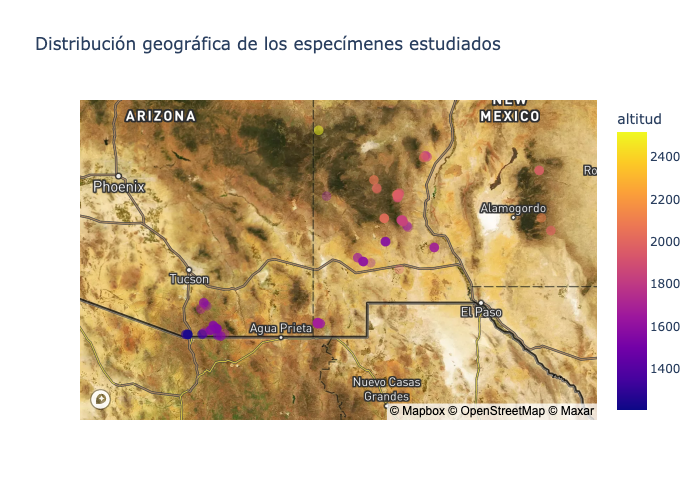 Distribución geográfica de los especímenes estudiados
altitud
ARIZONA
NEW
MEXICO
Phoenix
Alamogordo
Tucson
El Paso
Agua Prieta
Nuevo Casas
Grandes
2400
2200
2000
1800
1600
1400
© Mapbox © OpenStreetMap © Maxar